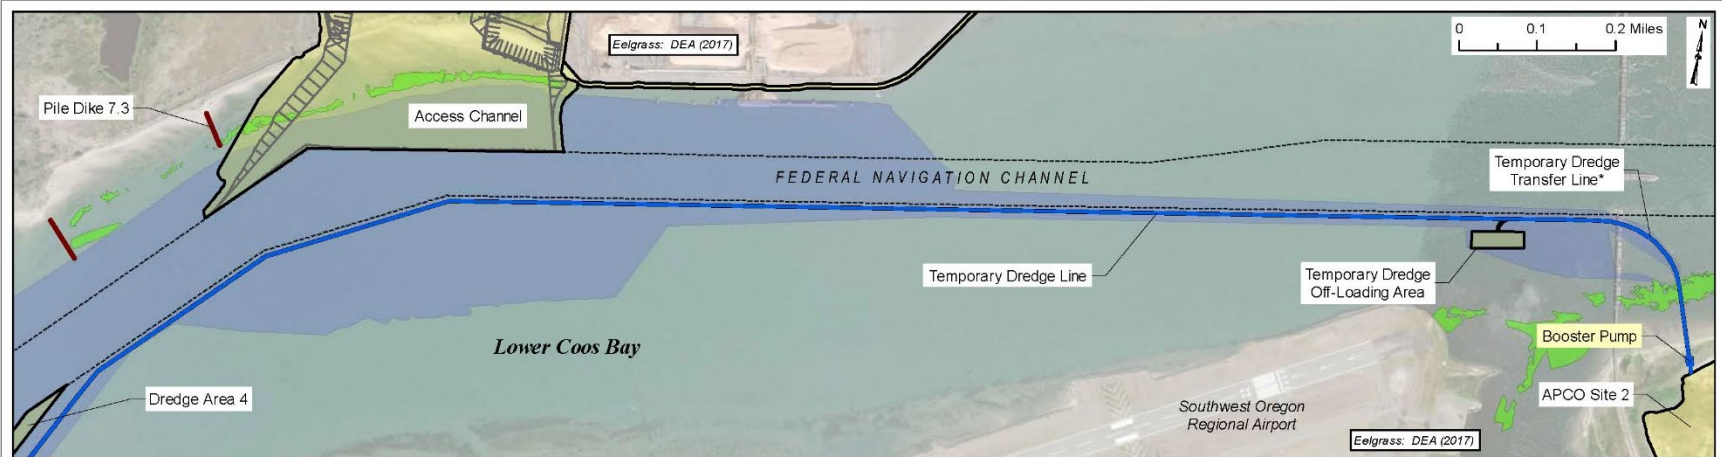 Eelgrass: DEA (2017)
0 0.1 0.2 Miles
N
Pile Dike 7.3
Access Channel
FEDERAL NAVIGATION CHANNEL
Temporary Dredge
Transfer Line*
Temporary Dredge Line
Temporary Dredge
Off-Loading Area
Lower Coos Bay
Booster Pump
Dredge Area 4
APCO Site 2
Southwest Oregon
Regional Airport
Eelgrass: DEA (2017)